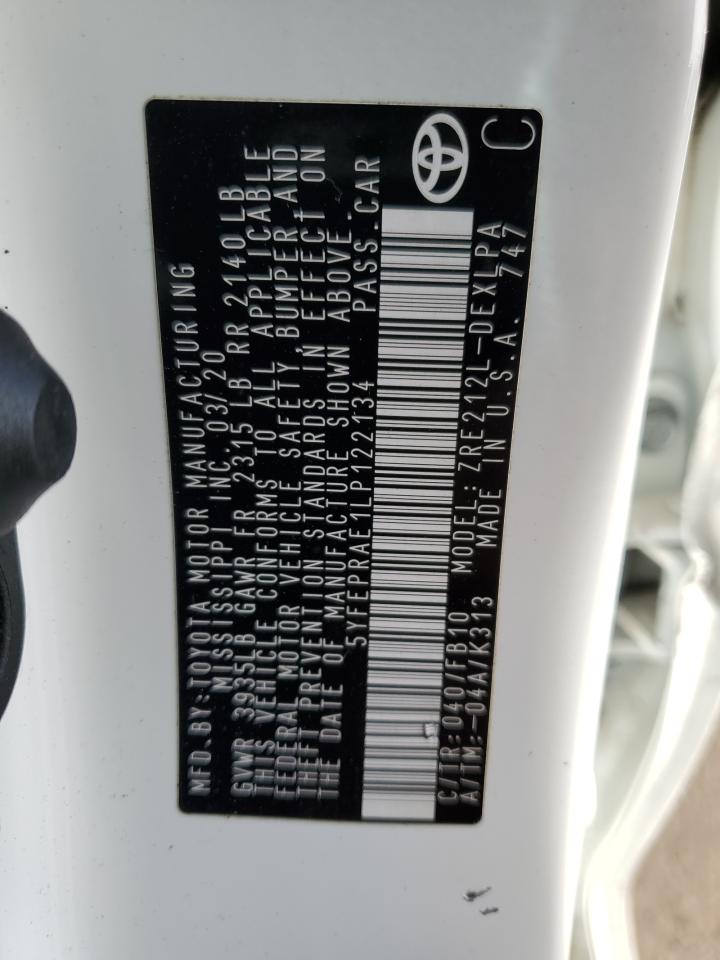 MFD.BY:TOYOTA MOTOR MANUFACTURING
MISSISSIPPI INC. 03/20
GVWR 3935LB GAWR FR 2315 LB RR 2140LB
THIS VEHICLE CONFORMS TO ALL APPLICABLE
FEDERAL MOTOR VEHICLE SAFETY, BUMPER AND
THEFT PREVENTION STANDARDS IN EFFECT ON
THE DATE OF MANUFACTURE SHOWN ABOVE.
5YFEPRAE1LP122134 PASS.CAR
C/TR:040/FB10 MODEL:ZRE212L-DEXLPA
A/TM:-04A/K313 MADE IN U.S.A. 747
C